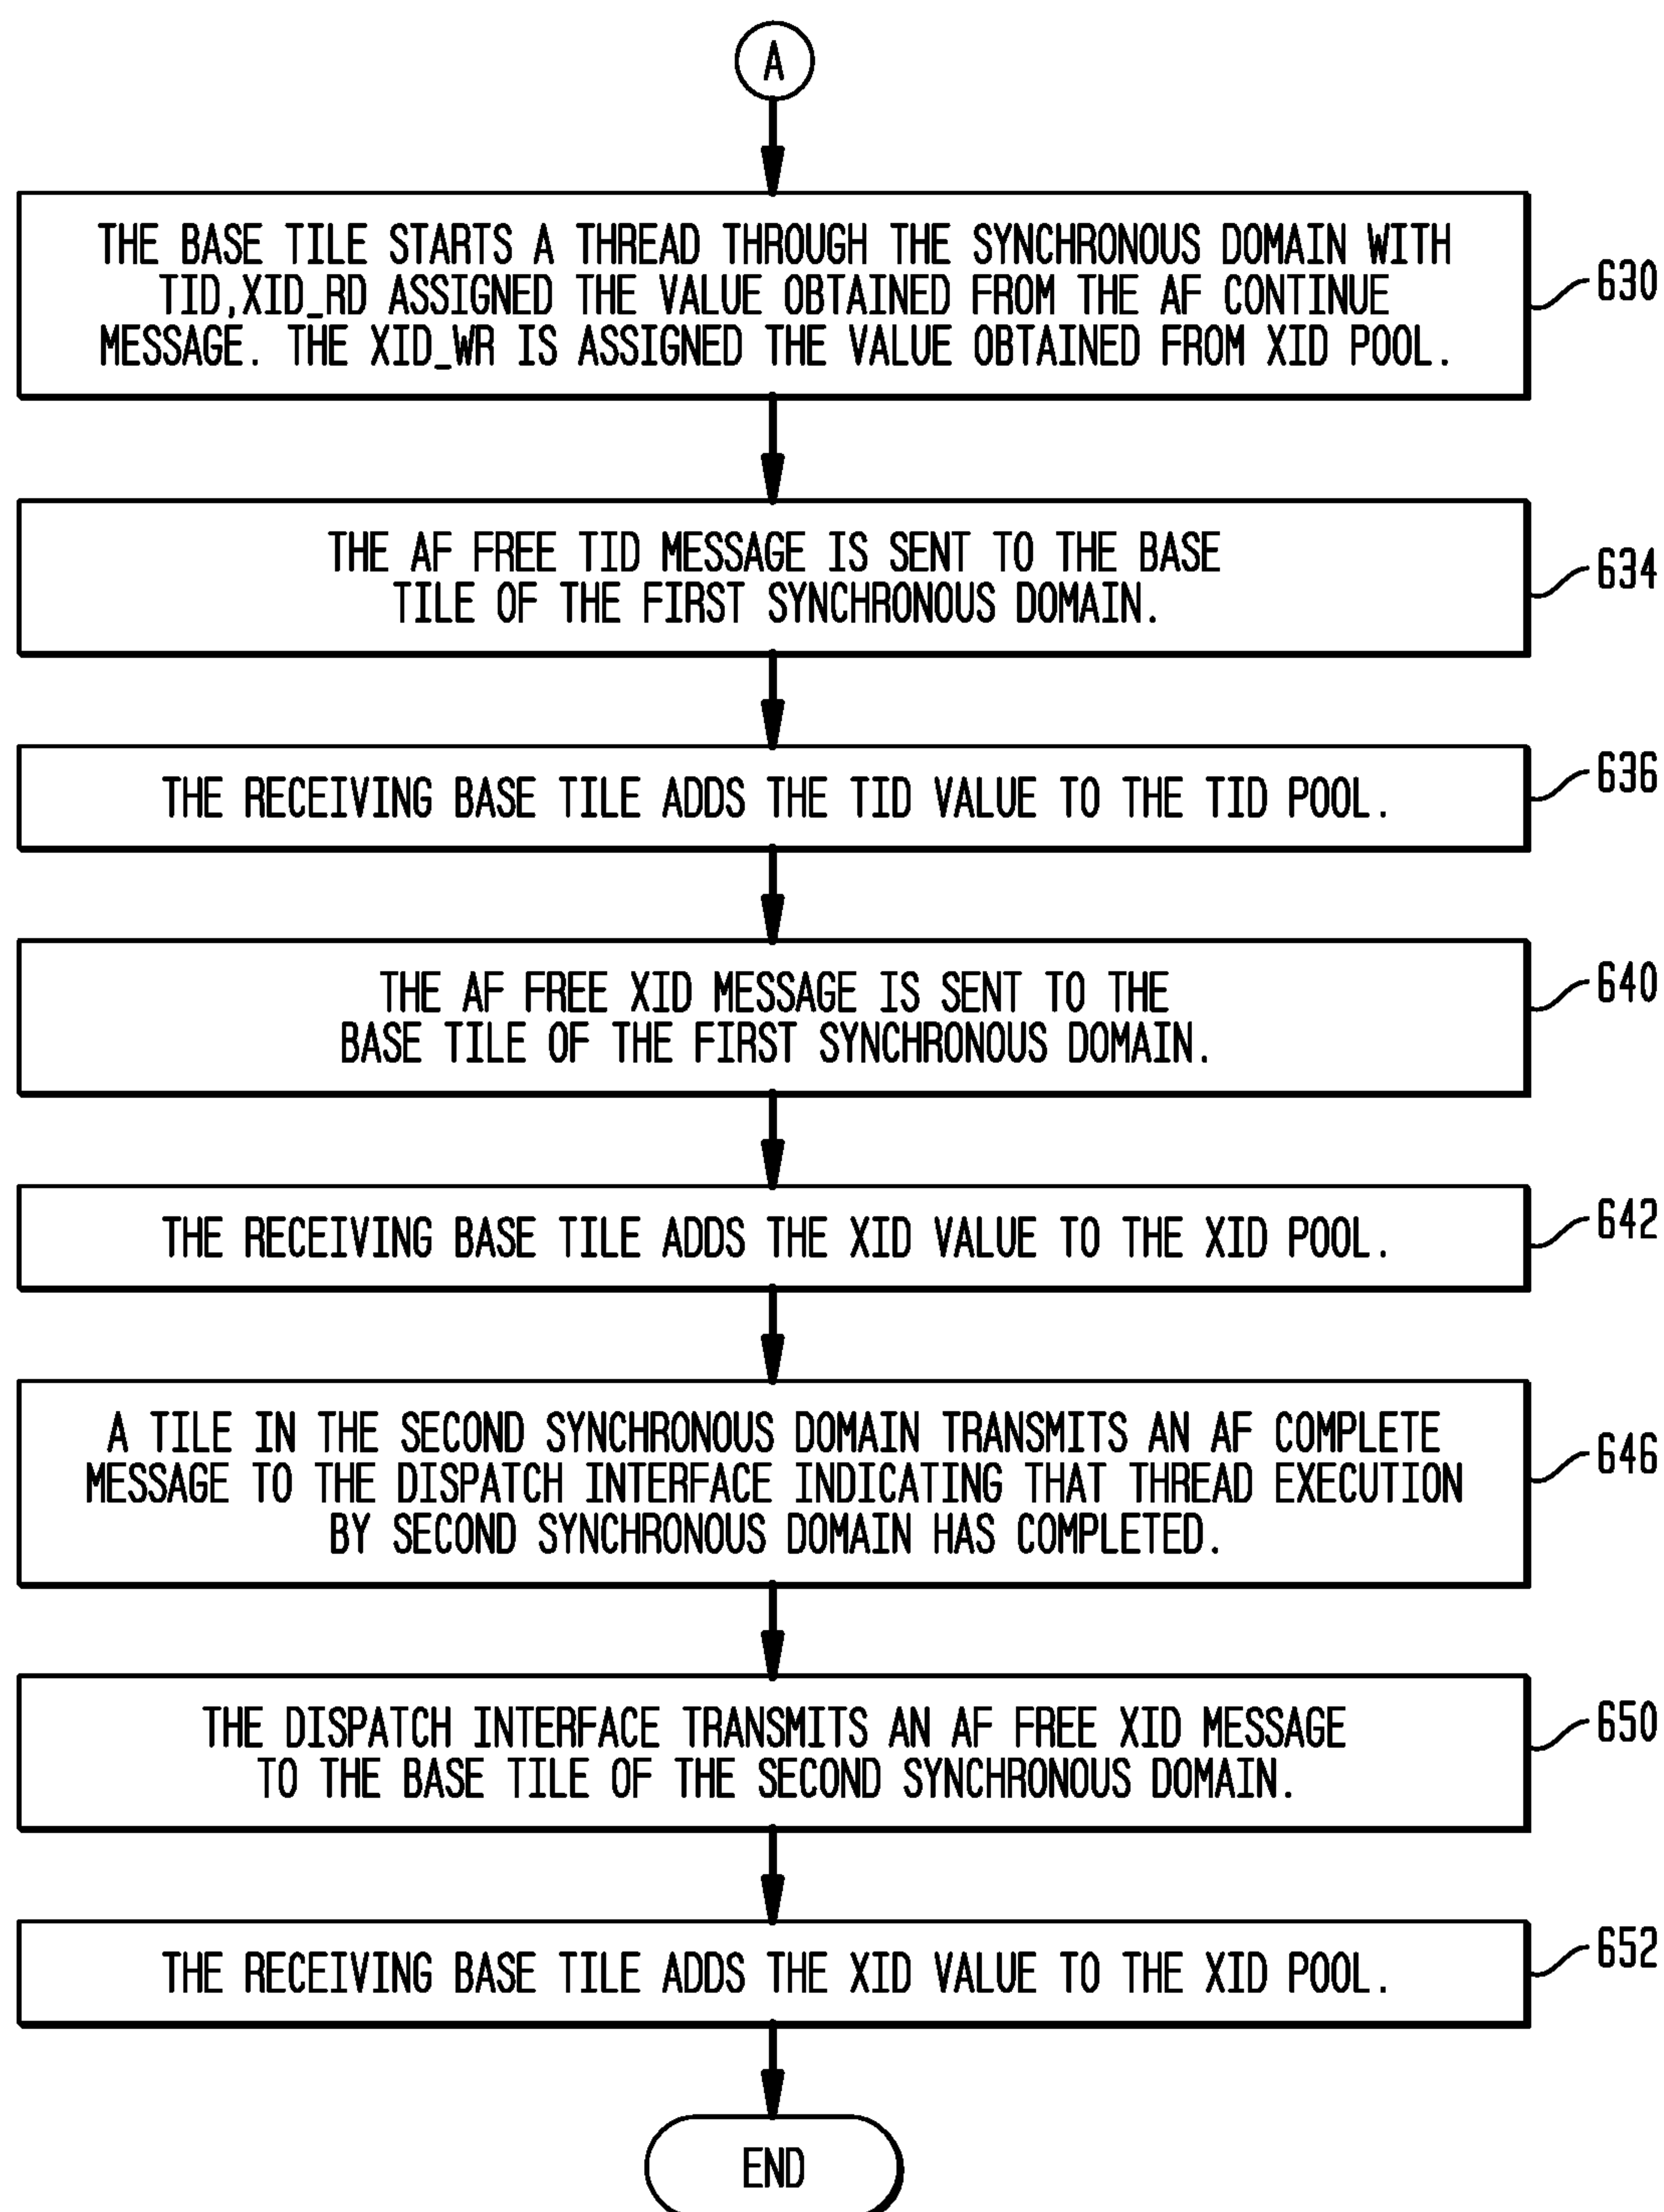 A
THE BASE TILE STARTS A THREAD THROUGH THE SYNCHRONOUS DOMAIN WITH
TID,XID_RD ASSIGNED THE VALUE OBTAINED FROM THE AF CONTINUE
MESSAGE. THE XID_WR IS ASSIGNED THE VALUE OBTAINED FROM XID POOL.
630
THE AF FREE TID MESSAGE IS SENT TO THE BASE
TILE OF THE FIRST SYNCHRONOUS DOMAIN.
634
THE RECEIVING BASE TILE ADDS THE TID VALUE TO THE TID POOL.
636
THE AF FREE XID MESSAGE IS SENT TO THE
BASE TILE OF THE FIRST SYNCHRONOUS DOMAIN.
640
THE RECEIVING BASE TILE ADDS THE XID VALUE TO THE XID POOL.
642
A TILE IN THE SECOND SYNCHRONOUS DOMAIN TRANSMITS AN AF COMPLETE
MESSAGE TO THE DISPATCH INTERFACE INDICATING THAT THREAD EXECUTION
BY SECOND SYNCHRONOUS DOMAIN HAS COMPLETED.
646
THE DISPATCH INTERFACE TRANSMITS AN AF FREE XID MESSAGE
TO THE BASE TILE OF THE SECOND SYNCHRONOUS DOMAIN.
650
THE RECEIVING BASE TILE ADDS THE XID VALUE TO THE XID POOL.
652
END